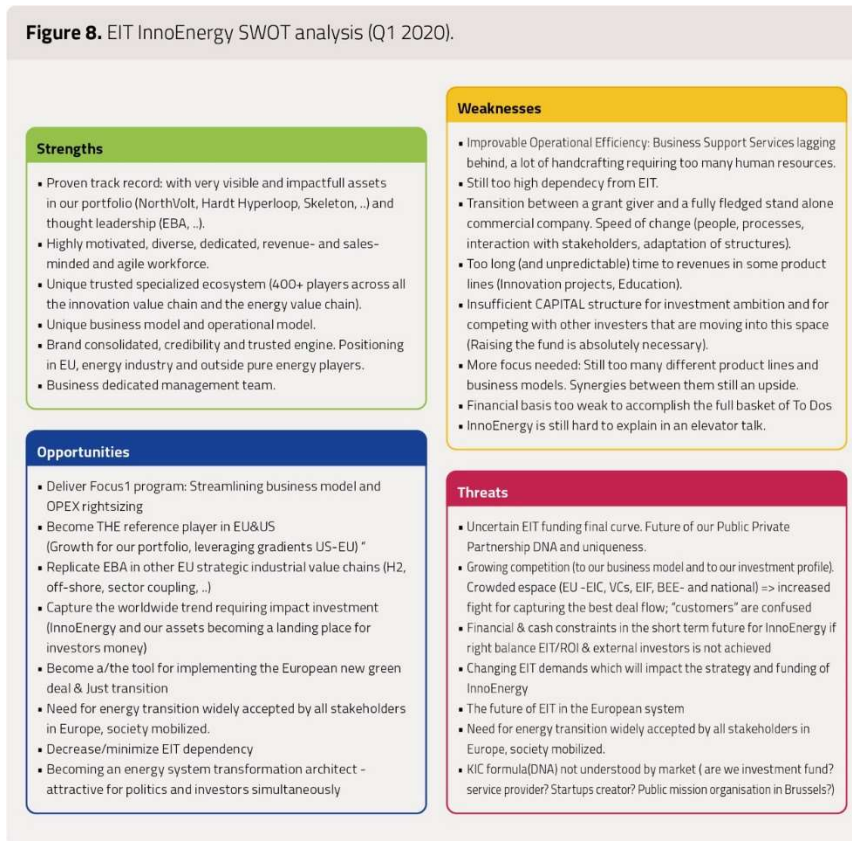 Figure 8. EIT InnoEnergy SWOT analysis (Q1 2020).
Strengths
▪ Proven track record: with very visible and impactfull assets
in our portfolio (NorthVolt, Hardt Hyperloop, Skeleton, ..) and
thought leadership (EBA, ..).
▪ Highly motivated, diverse, dedicated, revenue- and sales-
minded and agile workforce.
▪ Unique trusted specialized ecosystem (400+ players across all
the innovation value chain and the energy value chain).
▪ Unique business model and operational model.
▪ Brand consolidated, credibility and trusted engine. Positioning
in EU, energy industry and outside pure energy players.
▪ Business dedicated management team.
Weaknesses
▪ Improvable Operational Efficiency: Business Support Services lagging
behind, a lot of handcrafting requiring too many human resources.
▪ Still too high dependecy from EIT.
▪ Transition between a grant giver and a fully fledged stand alone
commercial company. Speed of change (people, processes,
interaction with stakeholders, adaptation of structures).
▪ Too long (and unpredictable) time to revenues in some product
lines (Innovation projects, Education).
▪ Insufficient CAPITAL structure for investment ambition and for
competing with other investers that are moving into this space
(Raising the fund is absolutely necessary).
▪ More focus needed: Still too many different product lines and
business models. Synergies between them still an upside.
▪ Financial basis too weak to accomplish the full basket of To Dos
▪ InnoEnergy is still hard to explain in an elevator talk.
Opportunities
▪ Deliver Focus1 program: Streamlining business model and
OPEX rightsizing
▪ Become THE reference player in EU&US
(Growth for our portfolio, leveraging gradients US-EU) "
▪ Replicate EBA in other EU strategic industrial value chains (H2,
off-shore, sector coupling, ..)
▪ Capture the worldwide trend requiring impact investment
(InnoEnergy and our assets becoming a landing place for
investors money)
▪ Become a/the tool for implementing the European new green
deal & Just transition
▪ Need for energy transition widely accepted by all stakeholders
in Europe, society mobilized.
▪ Decrease/minimize EIT dependency
▪ Becoming an energy system transformation architect -
attractive for politics and investors simultaneously
Threats
▪ Uncertain EIT funding final curve. Future of our Public Private
Partnership DNA and uniqueness.
▪ Growing competition (to our business model and to our investment profile).
Crowded espace (EU -EIC, VCs, EIF, BEE- and national) => increased
fight for capturing the best deal flow; "customers" are confused
▪ Financial & cash constraints in the short term future for InnoEnergy if
right balance EIT/ROI & external investors is not achieved
▪ Changing EIT demands which will impact the strategy and funding of
InnoEnergy
▪ The future of EIT in the European system
▪ Need for energy transition widely accepted by all stakeholders in
Europe, society mobilized.
▪ KIC formula(DNA) not understood by market ( are we investment fund?
service provider? Startups creator? Public mission organisation in Brussels?)